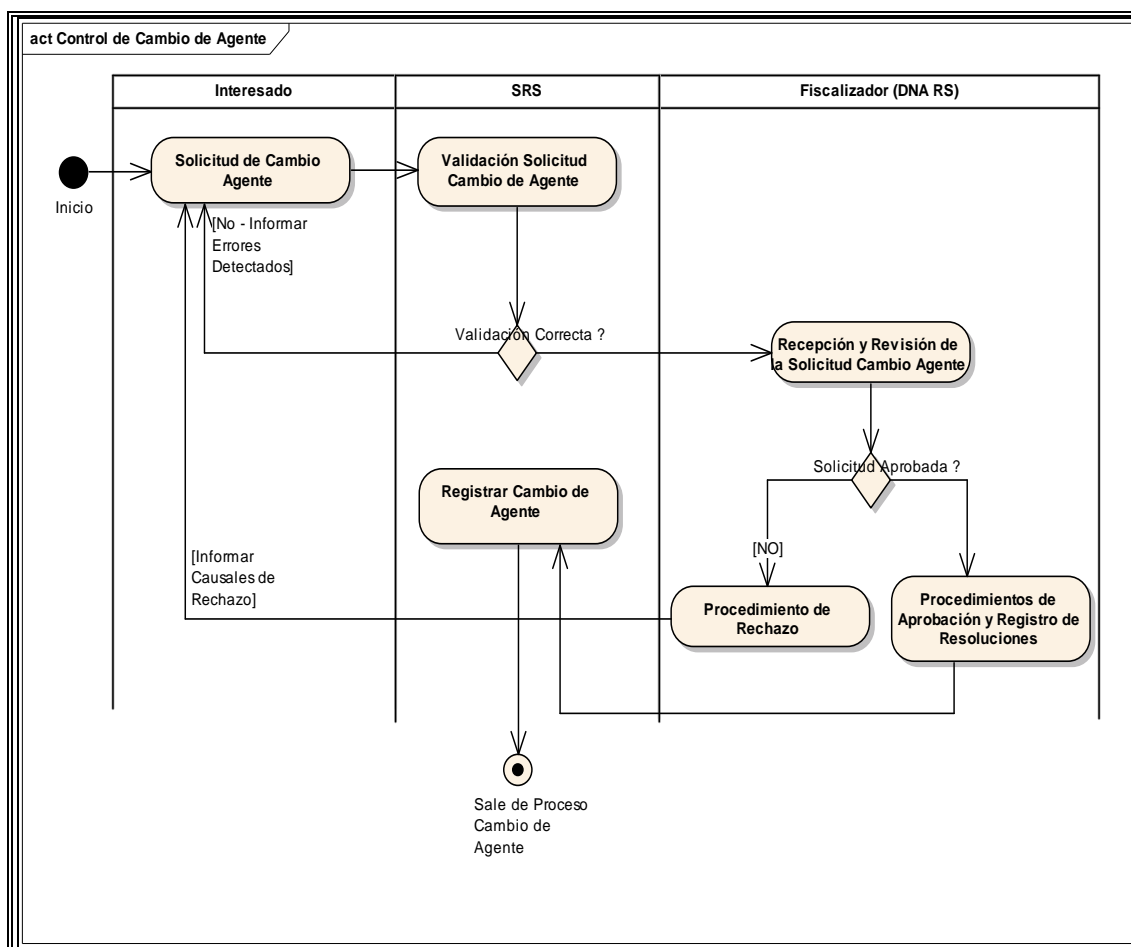 act Control de Cambio de Agente
Interesado
SRS
Fiscalizador (DNA RS)
Solicitud de Cambio
Agente
Validación Solicitud
Cambio de Agente
Inicio
[No - Informar
Errores
Detectados]
Validación Correcta ?
Recepción y Revisión de
la Solicitud Cambio Agente
Solicitud Aprobada ?
Registrar Cambio de
Agente
[NO]
[Informar
Causales de
Rechazo]
Procedimiento de
Rechazo
Procedimientos de
Aprobación y Registro de
Resoluciones
Sale de Proceso
Cambio de
Agente